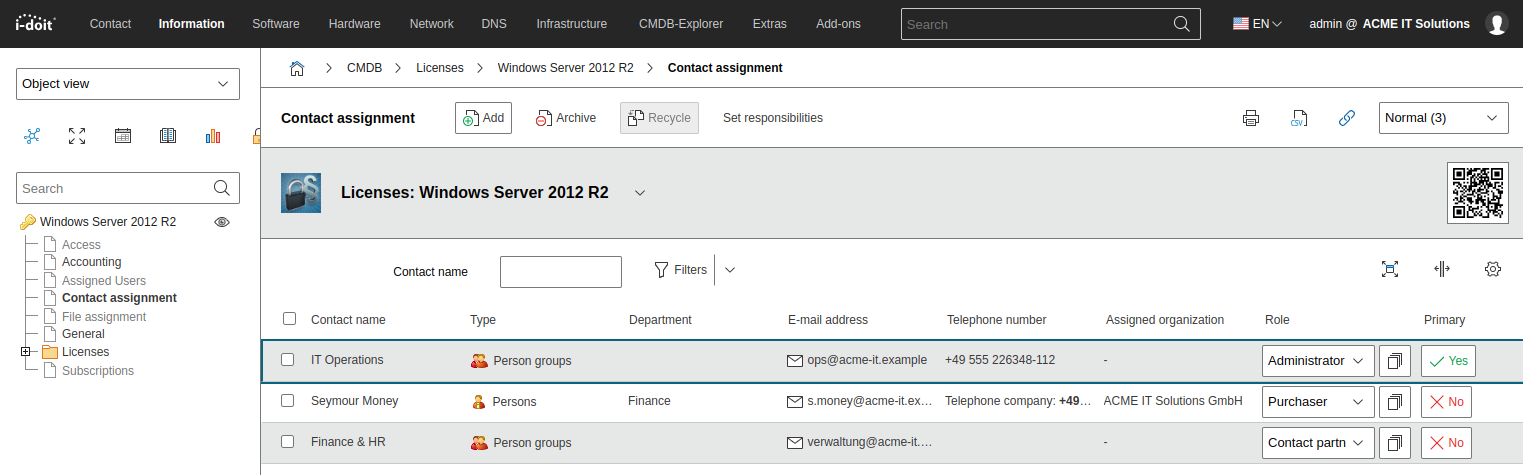 i-doit Contact Information Software Hardware Network DNS Infrastructure CMDB-Explorer Extras Add-ons Search EN admin @ ACME IT Solutions
Object view
CMDB Licenses Windows Server 2012 R2 Contact assignment
Contact assignment Add Archive Recycle Set responsibilities CSV Normal (3)
Search
Licenses: Windows Server 2012 R2
Windows Server 2012 R2
Access
Accounting
Assigned Users
Contact assignment
File assignment
General
Licenses
Subscriptions
Contact name Filters
Contact name Type Department E-mail address Telephone number Assigned organization Role Primary
IT Operations Person groups ops@acme-it.example +49 555 226348-112 - Administrator Yes
Seymour Money Persons Finance s.money@acme-it.ex… Telephone company: +49… ACME IT Solutions GmbH Purchaser No
Finance & HR Person groups verwaltung@acme-it.… - Contact partn No